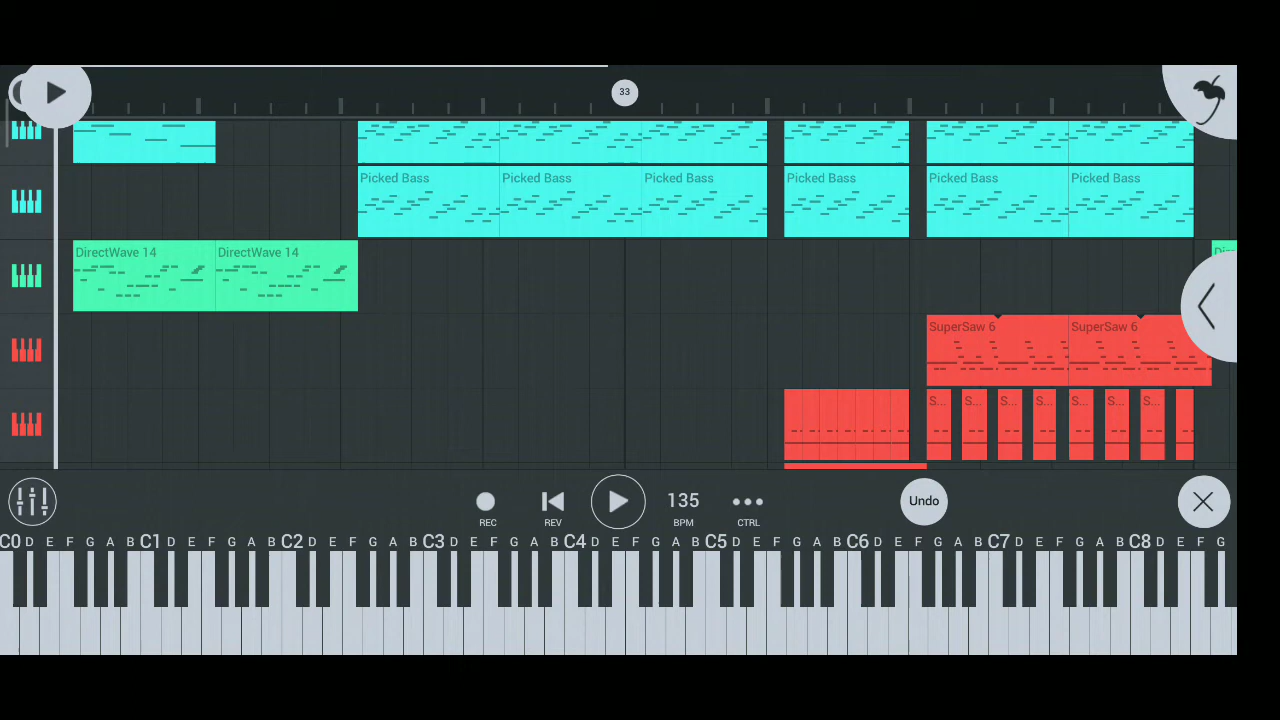 33
Picked Bass Picked Bass Picked Bass Picked Bass Picked Bass Picked Bass
DirectWave 14 DirectWave 14
SuperSaw 6 SuperSaw 6
S... S... S... S... S... S... S...
135
Undo
REC REV BPM CTRL
C0 D E F G A B C1 D E F G A B C2 D E F G A B C3 D E F G A B C4 D E F G A B C5 D E F G A B C6 D E F G A B C7 D E F G A B C8 D E F G